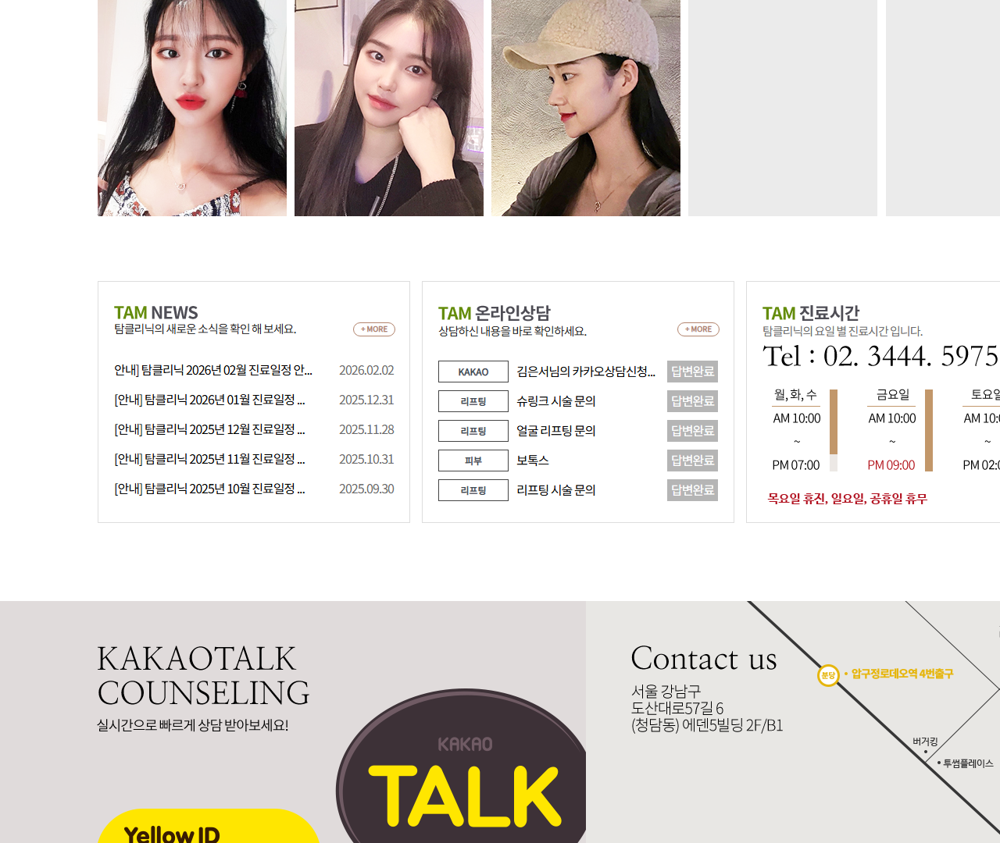 TAM NEWS
탐클리닉의 새로운 소식을 확인 해 보세요.
+ MORE
안내] 탐클리닉 2026년 02월 진료일정 안...
2026.02.02
[안내] 탐클리닉 2026년 01월 진료일정 ...
2025.12.31
[안내] 탐클리닉 2025년 12월 진료일정 ...
2025.11.28
[안내] 탐클리닉 2025년 11월 진료일정 ...
2025.10.31
[안내] 탐클리닉 2025년 10월 진료일정 ...
2025.09.30
TAM 온라인상담
상담하신 내용을 바로 확인하세요.
+ MORE
KAKAO 김은서님의 카카오상담신청... 답변완료
리프팅 슈링크 시술 문의 답변완료
리프팅 얼굴 리프팅 문의 답변완료
피부 보톡스 답변완료
리프팅 리프팅 시술 문의 답변완료
TAM 진료시간
탐클리닉의 요일 별 진료시간 입니다.
Tel : 02. 3444. 5975
월, 화, 수
AM 10:00
~
PM 07:00
금요일
AM 10:00
~
PM 09:00
토요일
AM 10:0
~
PM 02:0
목요일 휴진, 일요일, 공휴일 휴무
KAKAOTALK
COUNSELING
실시간으로 빠르게 상담 받아보세요!
KAKAO
TALK
Yellow ID
Contact us
서울 강남구
도산대로57길 6
(청담동) 에덴5빌딩 2F/B1
분당
압구정로데오역 4번출구
버거킹
투썸플레이스